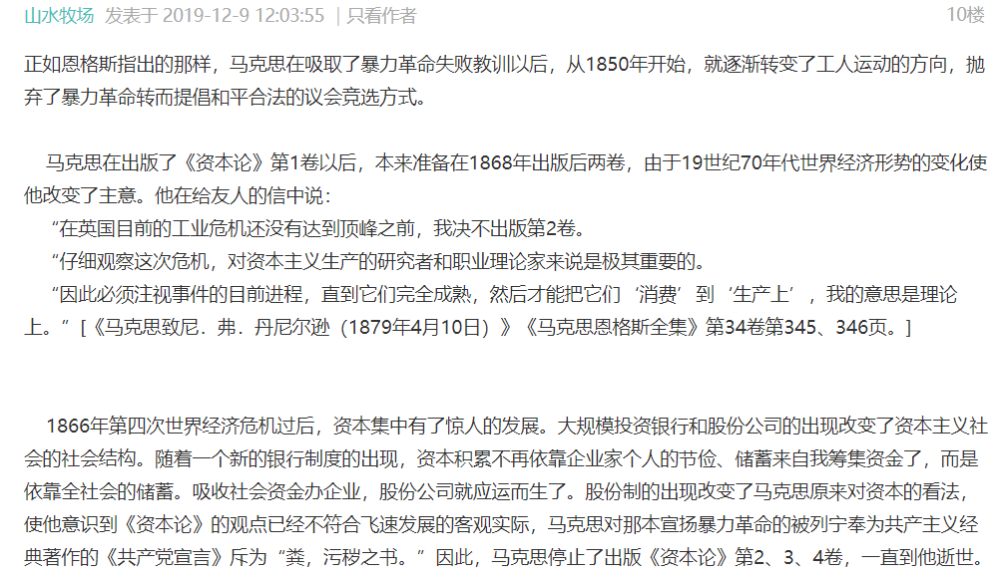 山水牧场 发表于 2019-12-9 12:03:55 | 只看作者 10楼
正如恩格斯指出的那样，马克思在吸取了暴力革命失败教训以后，从1850年开始，就逐渐转变了工人运动的方向，抛
弃了暴力革命转而提倡和平合法的议会竞选方式。
马克思在出版了《资本论》第1卷以后，本来准备在1868年出版后两卷，由于19世纪70年代世界经济形势的变化使
他改变了主意。他在给友人的信中说：
“在英国目前的工业危机还没有达到顶峰之前，我决不出版第2卷。
“仔细观察这次危机，对资本主义生产的研究者和职业理论家来说是极其重要的。
“因此必须注视事件的目前进程，直到它们完全成熟，然后才能把它们‘消费’到‘生产上’，我的意思是理论
上。” [《马克思致尼．弗．丹尼尔逊（1879年4月10日）》《马克思恩格斯全集》第34卷第345、346页。]
1866年第四次世界经济危机过后，资本集中有了惊人的发展。大规模投资银行和股份公司的出现改变了资本主义社
会的社会结构。随着一个新的银行制度的出现，资本积累不再依靠企业家个人的节俭、储蓄来自我筹集资金了，而是
依靠全社会的储蓄。吸收社会资金办企业，股份公司就应运而生了。股份制的出现改变了马克思原来对资本的看法，
使他意识到《资本论》的观点已经不符合飞速发展的客观实际，马克思对那本宣扬暴力革命的被列宁奉为共产主义经
典著作的《共产党宣言》斥为“粪，污秽之书。”因此，马克思停止了出版《资本论》第2、3、4卷，一直到他逝世。